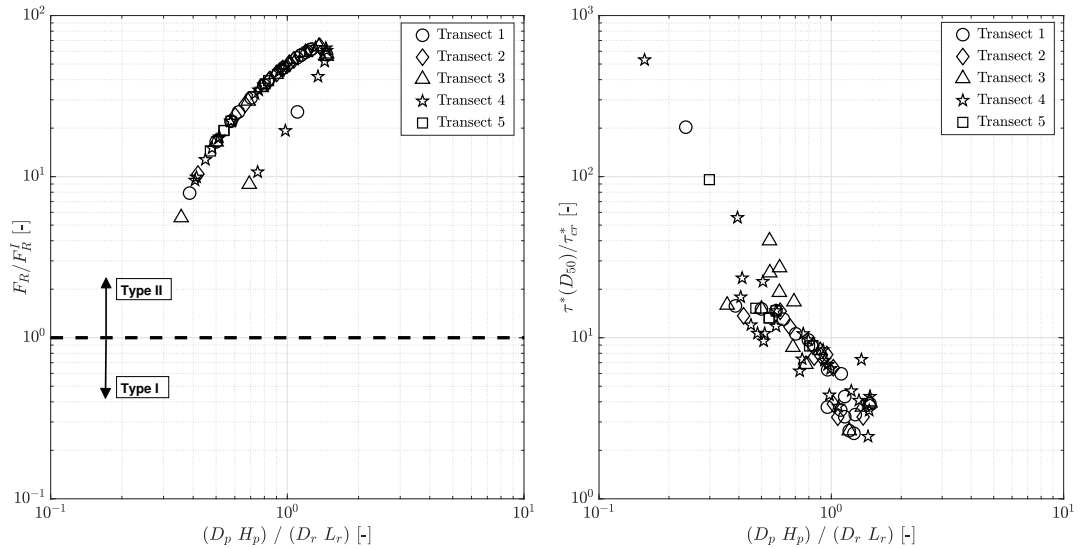 10^2
10^1
10^0
10^{-1}
F_R/F_R^I [-]
Transect 1
Transect 2
Transect 3
Transect 4
Transect 5
Type II
Type I
10^{-1}
10^0
10^1
(D_p H_p) / (D_r L_r) [-]
10^3
10^2
10^1
10^0
τ^*(D_{50})/τ^*_{cr} [-]
Transect 1
Transect 2
Transect 3
Transect 4
Transect 5
10^{-1}
10^0
10^1
(D_p H_p) / (D_r L_r) [-]